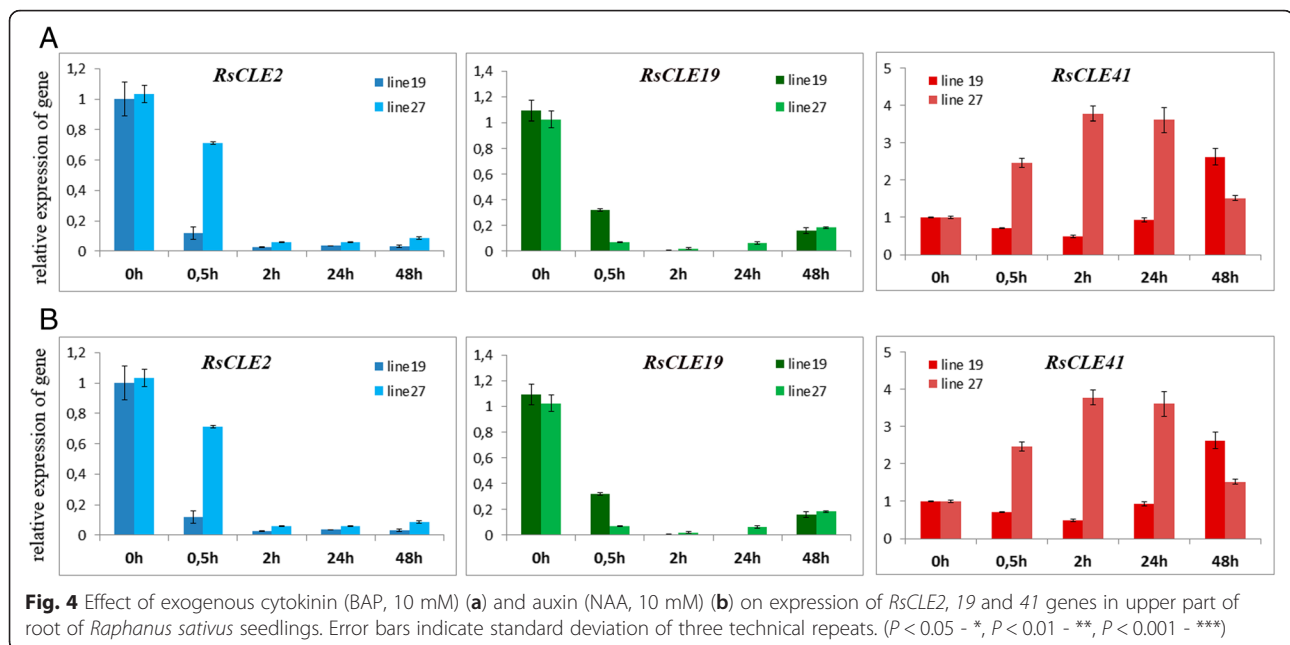 A
RsCLE2
RsCLE19
RsCLE41
relative expression of gene
1,2
1
0,8
0,6
0,4
0,2
0
0h 0,5h 2h 24h 48h
line19
line27
1,4
1,2
1
0,8
0,6
0,4
0,2
0
0h 0,5h 2h 24h 48h
line19
line27
5
4
3
2
1
0
0h 0,5h 2h 24h 48h
line 19
line 27
B
RsCLE2
RsCLE19
RsCLE41
relative expression of gene
1,2
1
0,8
0,6
0,4
0,2
0
0h 0,5h 2h 24h 48h
line19
line27
1,4
1,2
1
0,8
0,6
0,4
0,2
0
0h 0,5h 2h 24h 48h
line19
line27
5
4
3
2
1
0
0h 0,5h 2h 24h 48h
line 19
line 27
Fig. 4 Effect of exogenous cytokinin (BAP, 10 mM) (a) and auxin (NAA, 10 mM) (b) on expression of RsCLE2, 19 and 41 genes in upper part of
root of Raphanus sativus seedlings. Error bars indicate standard deviation of three technical repeats. (P < 0.05 - *, P < 0.01 - **, P < 0.001 - ***)